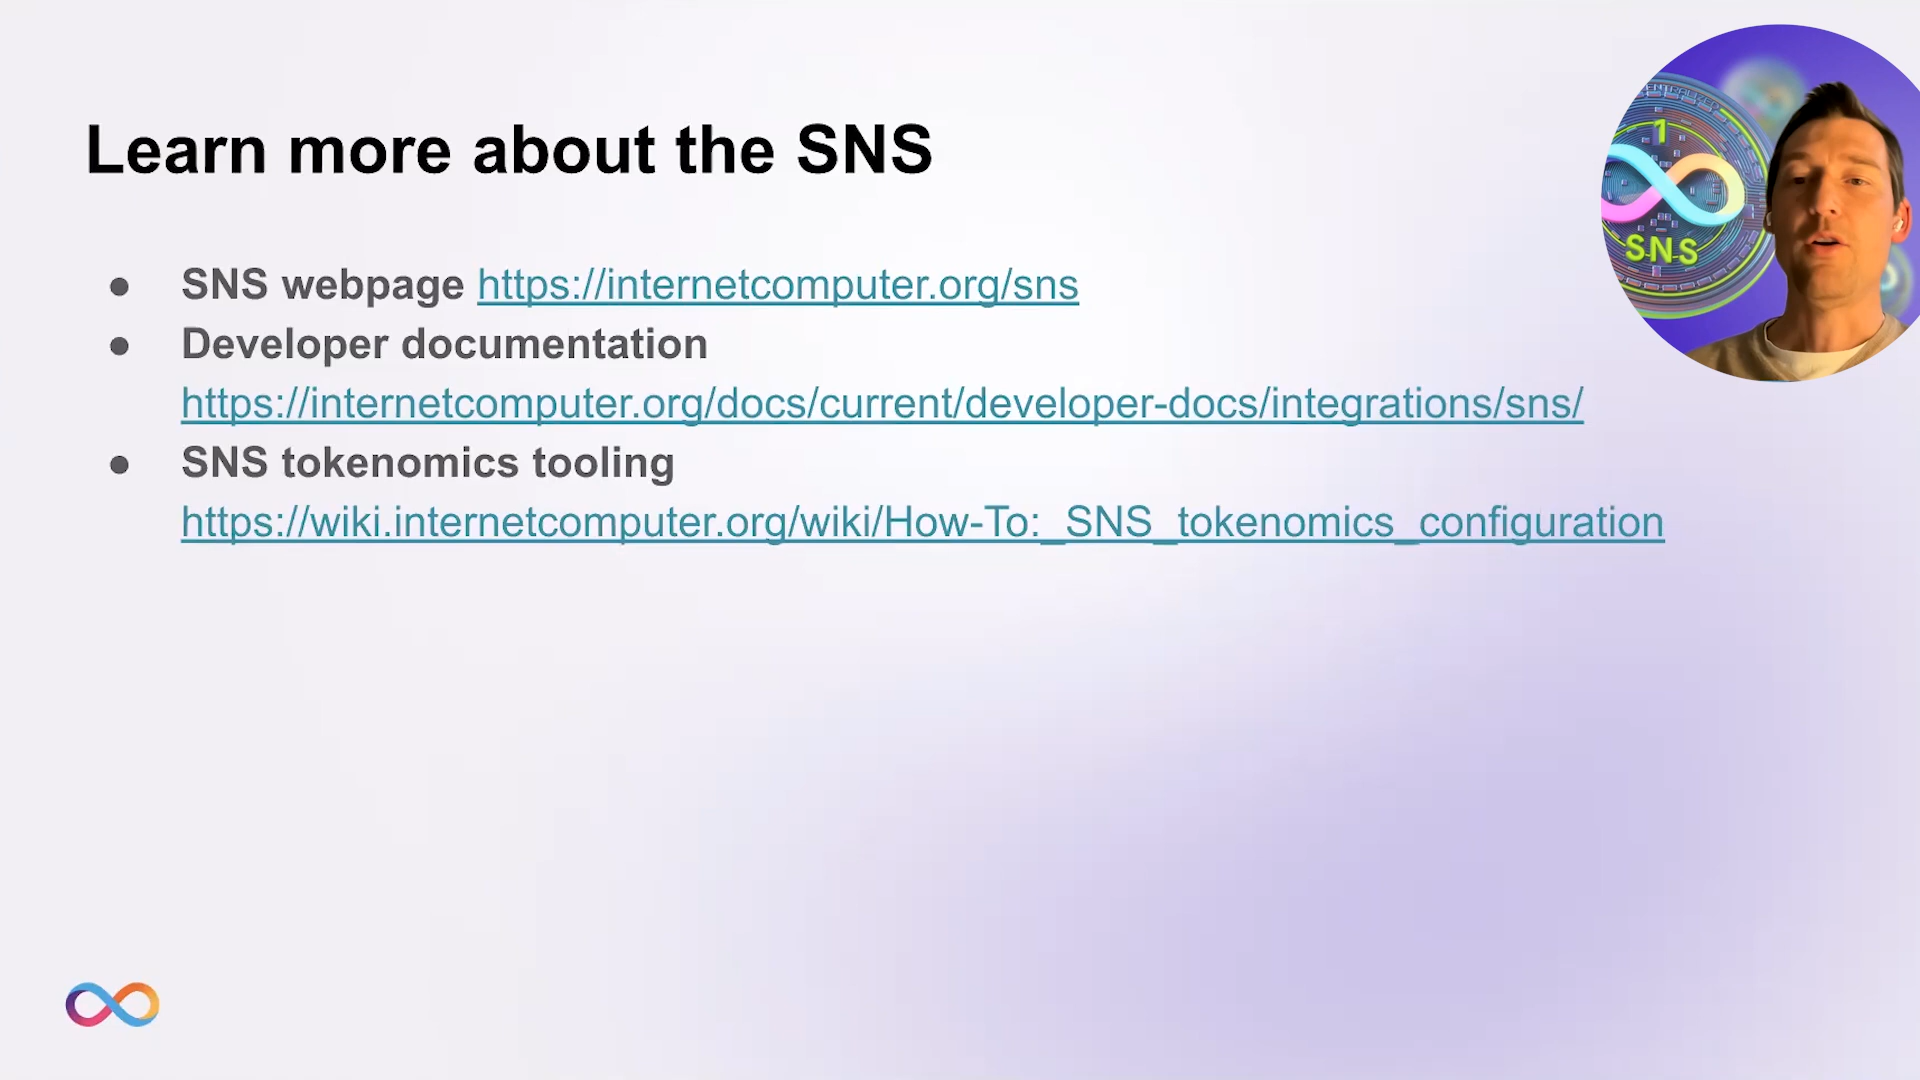 Learn more about the SNS
● SNS webpage https://internetcomputer.org/sns
● Developer documentation
https://internetcomputer.org/docs/current/developer-docs/integrations/sns/
● SNS tokenomics tooling
https://wiki.internetcomputer.org/wiki/How-To:_SNS_tokenomics_configuration
1
SNS